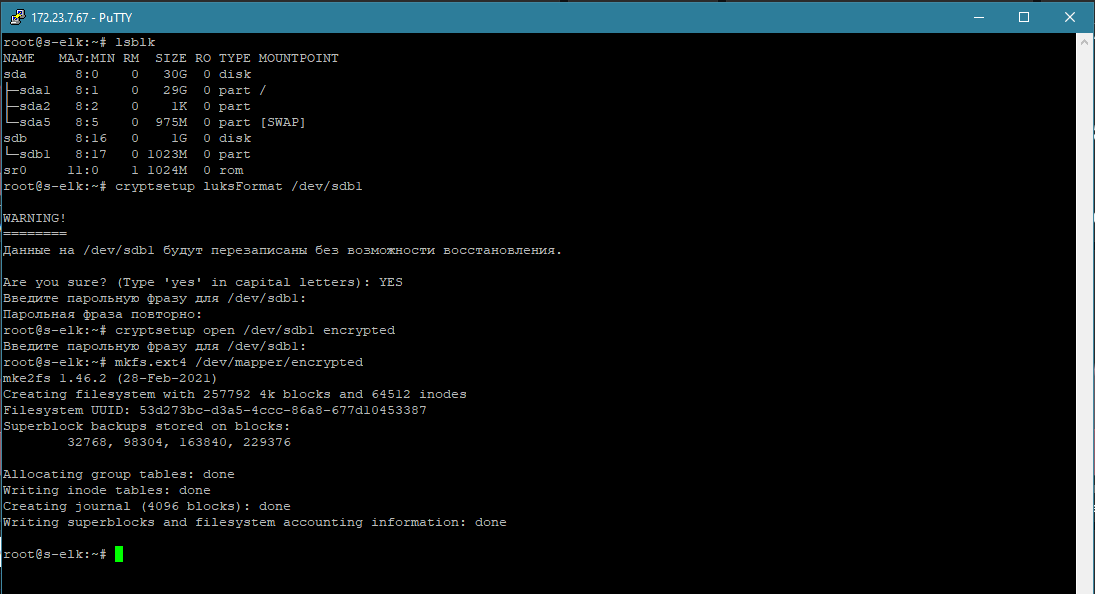 172.23.7.67 - PuTTY
root@s-elk:~# lsblk
NAME   MAJ:MIN RM  SIZE RO TYPE MOUNTPOINT
sda      8:0    0   30G  0 disk
├─sda1   8:1    0   29G  0 part /
├─sda2   8:2    0    1K  0 part
└─sda5   8:5    0  975M  0 part [SWAP]
sdb      8:16   0    1G  0 disk
└─sdb1   8:17   0 1023M  0 part
sr0     11:0    1 1024M  0 rom
root@s-elk:~# cryptsetup luksFormat /dev/sdb1
WARNING!
========
Данные на /dev/sdb1 будут перезаписаны без возможности восстановления.
Are you sure? (Type 'yes' in capital letters): YES
Введите парольную фразу для /dev/sdb1:
Парольная фраза повторно:
root@s-elk:~# cryptsetup open /dev/sdb1 encrypted
Введите парольную фразу для /dev/sdb1:
root@s-elk:~# mkfs.ext4 /dev/mapper/encrypted
mke2fs 1.46.2 (28-Feb-2021)
Creating filesystem with 257792 4k blocks and 64512 inodes
Filesystem UUID: 53d273bc-d3a5-4ccc-86a8-677d10453387
Superblock backups stored on blocks:
        32768, 98304, 163840, 229376
Allocating group tables: done
Writing inode tables: done
Creating journal (4096 blocks): done
Writing superblocks and filesystem accounting information: done
root@s-elk:~#